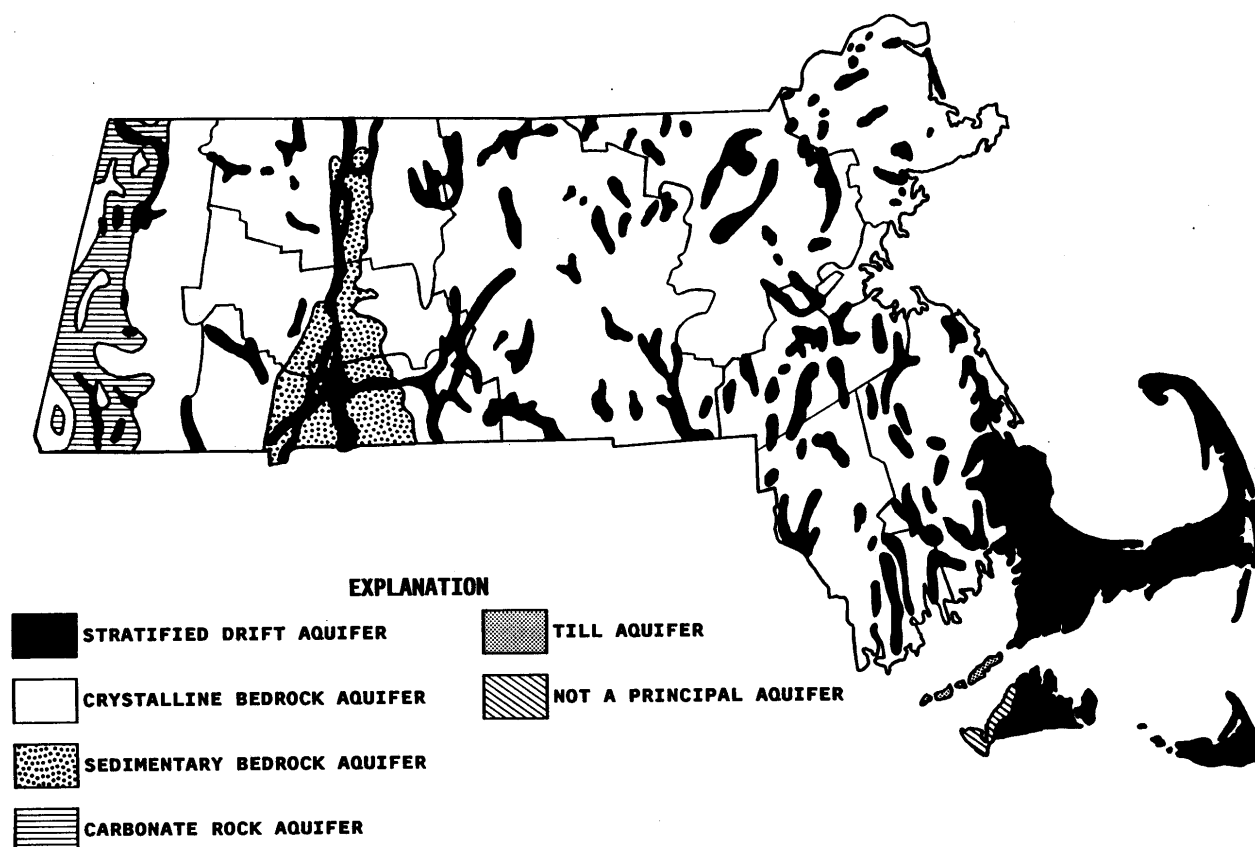 EXPLANATION
STRATIFIED DRIFT AQUIFER
CRYSTALLINE BEDROCK AQUIFER
SEDIMENTARY BEDROCK AQUIFER
CARBONATE ROCK AQUIFER
TILL AQUIFER
NOT A PRINCIPAL AQUIFER